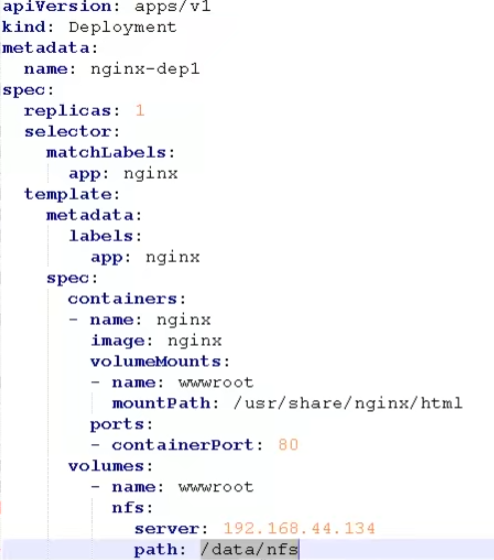 apiVersion: apps/v1
kind: Deployment
metadata:
  name: nginx-dep1
spec:
  replicas: 1
  selector:
    matchLabels:
      app: nginx
  template:
    metadata:
      labels:
        app: nginx
    spec:
      containers:
      - name: nginx
        image: nginx
        volumeMounts:
        - name: wwwroot
          mountPath: /usr/share/nginx/html
        ports:
        - containerPort: 80
      volumes:
        - name: wwwroot
          nfs:
            server: 192.168.44.134
            path: /data/nfs